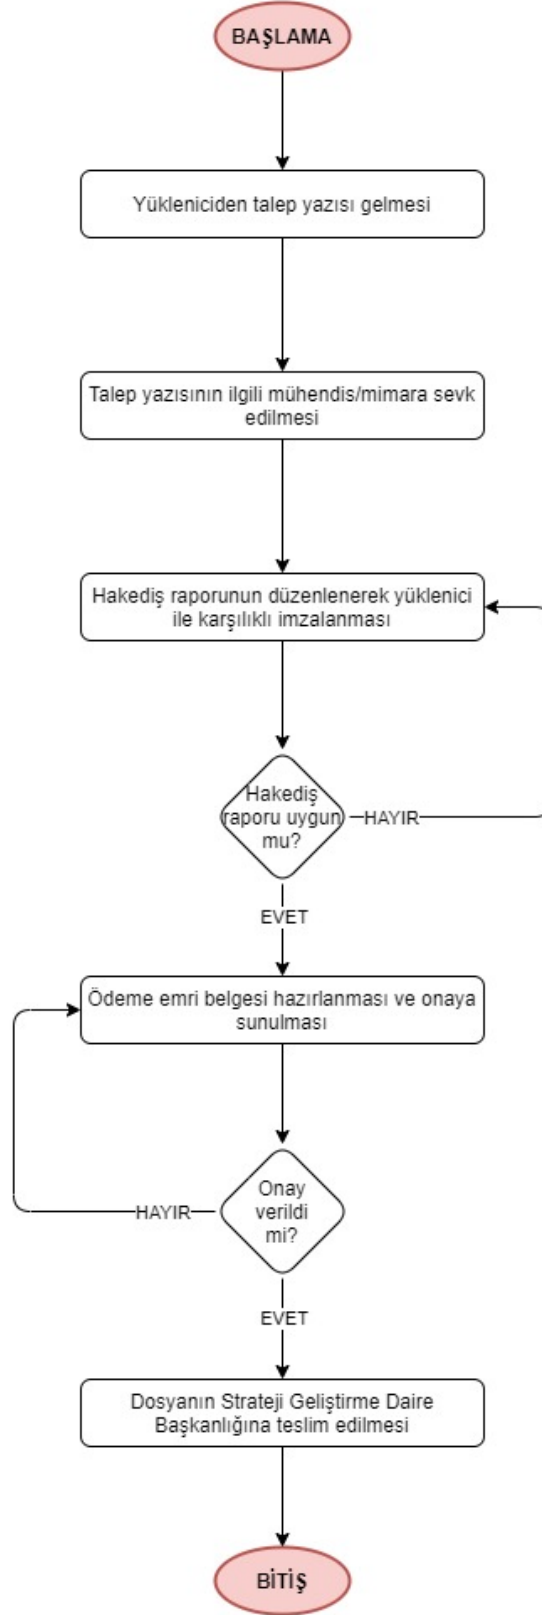 BAŞLAMA
Yükleniciden talep yazısı gelmesi
Talep yazısının ilgili mühendis/mimara sevk
edilmesi
Hakediş raporunun düzenlenerek yüklenici
ile karşılıklı imzalanması
Hakediş
raporu uygun
mu?
HAYIR
EVET
Ödeme emri belgesi hazırlanması ve onaya
sunulması
Onay
verildi
mi?
HAYIR
EVET
Dosyanın Strateji Geliştirme Daire
Başkanlığına teslim edilmesi
BİTİŞ